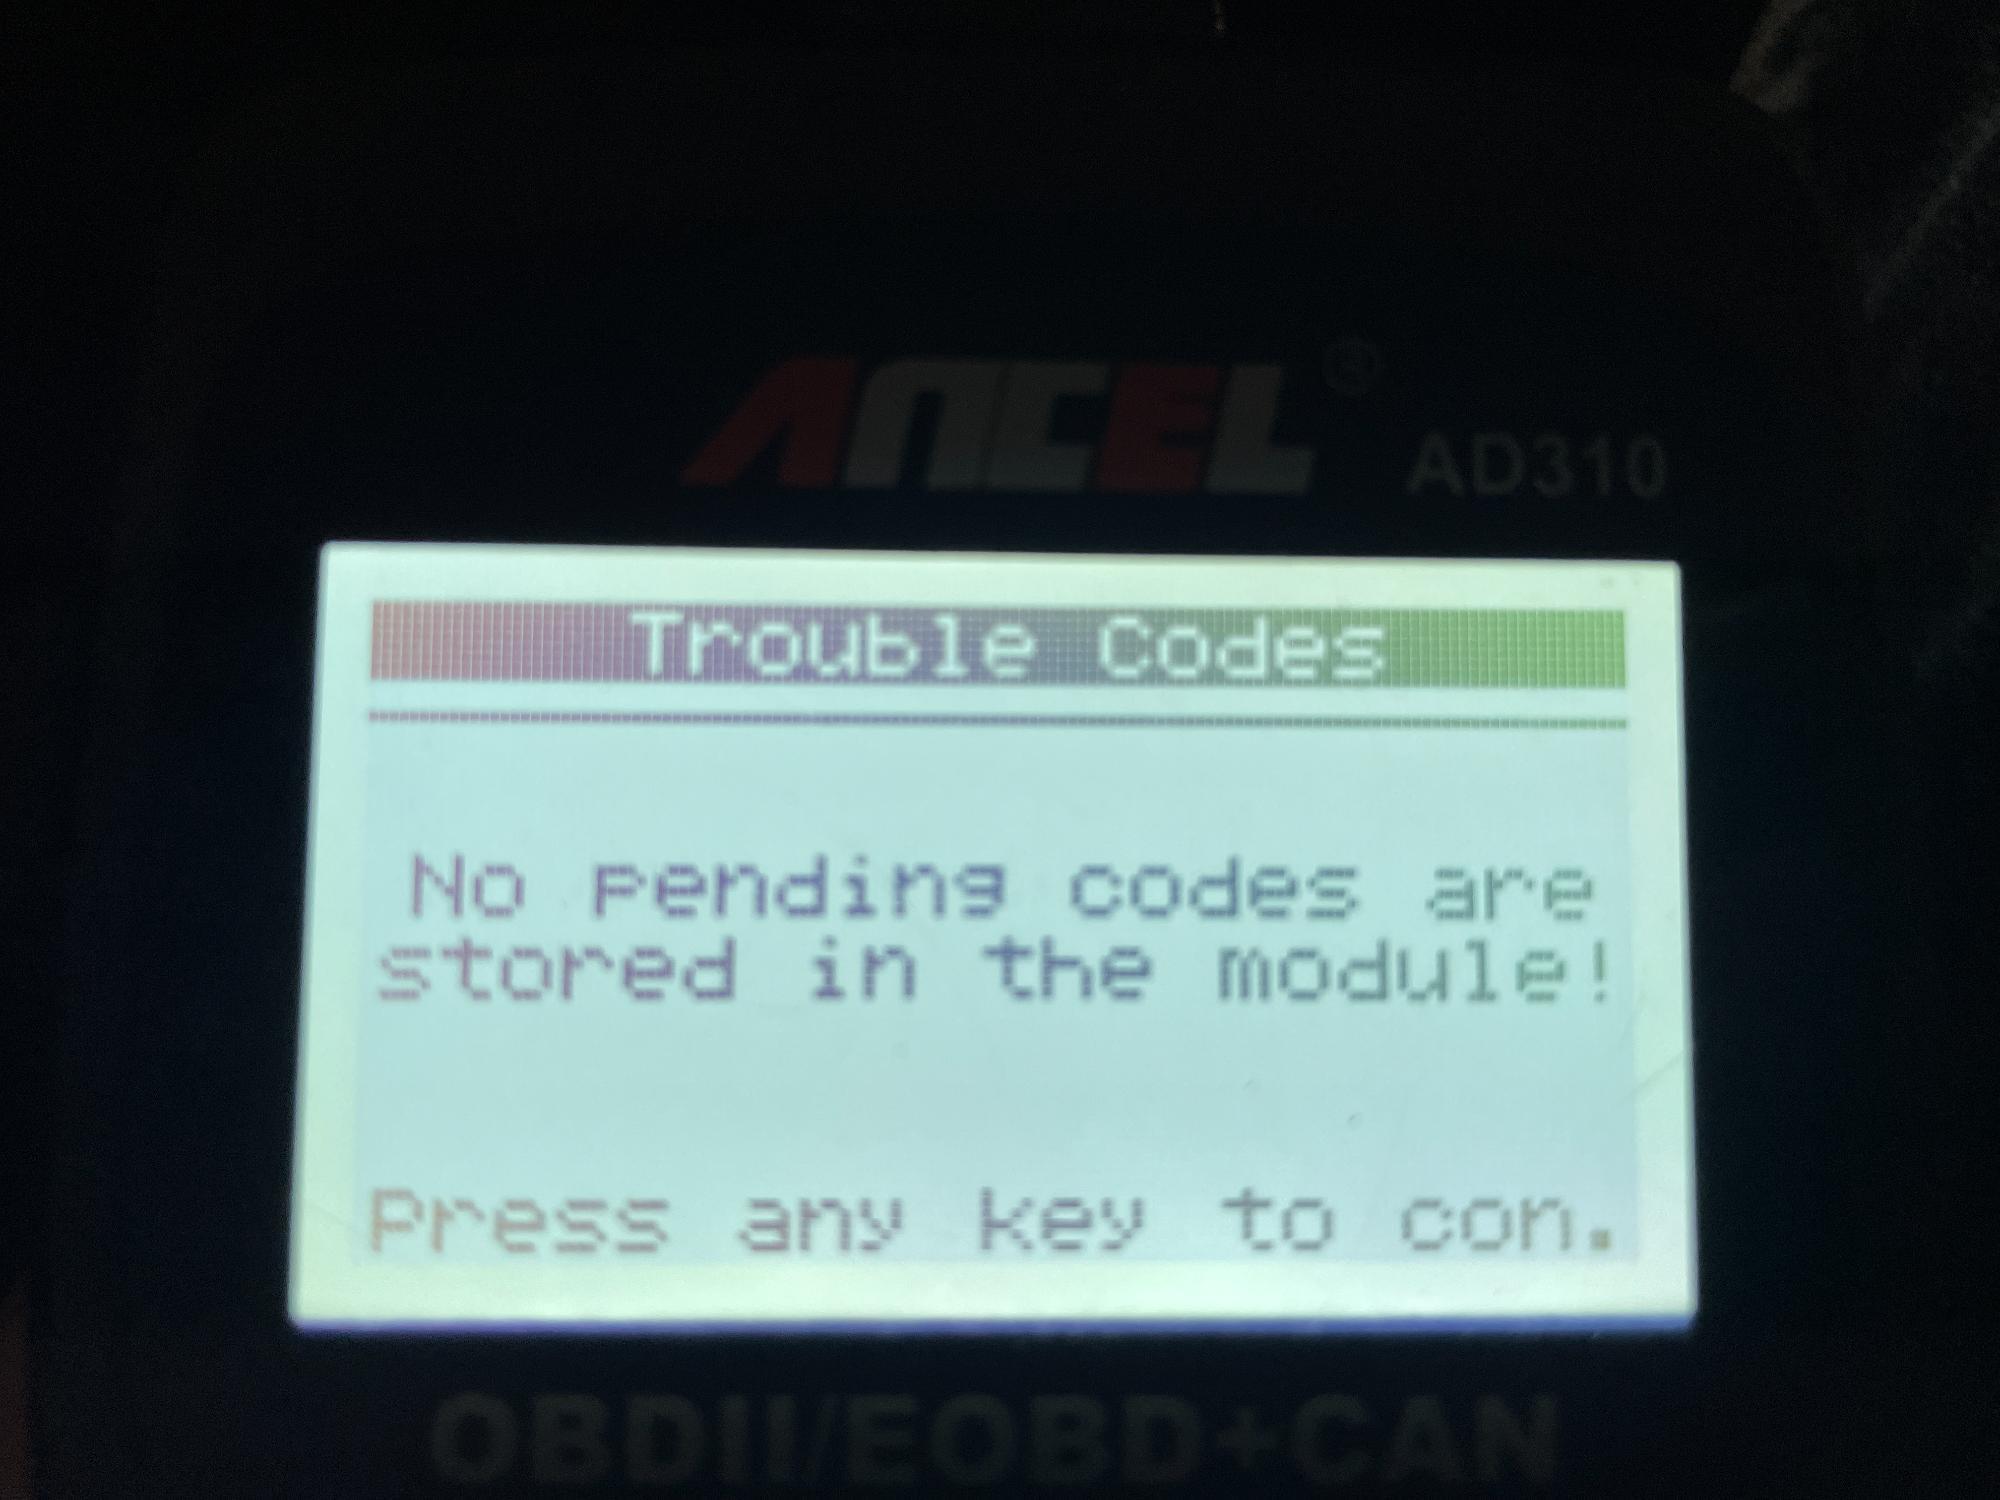 ANCEL® AD310
Trouble Codes
No pending codes are
stored in the module!
Press any key to con.
OBDII/EOBD+CAN